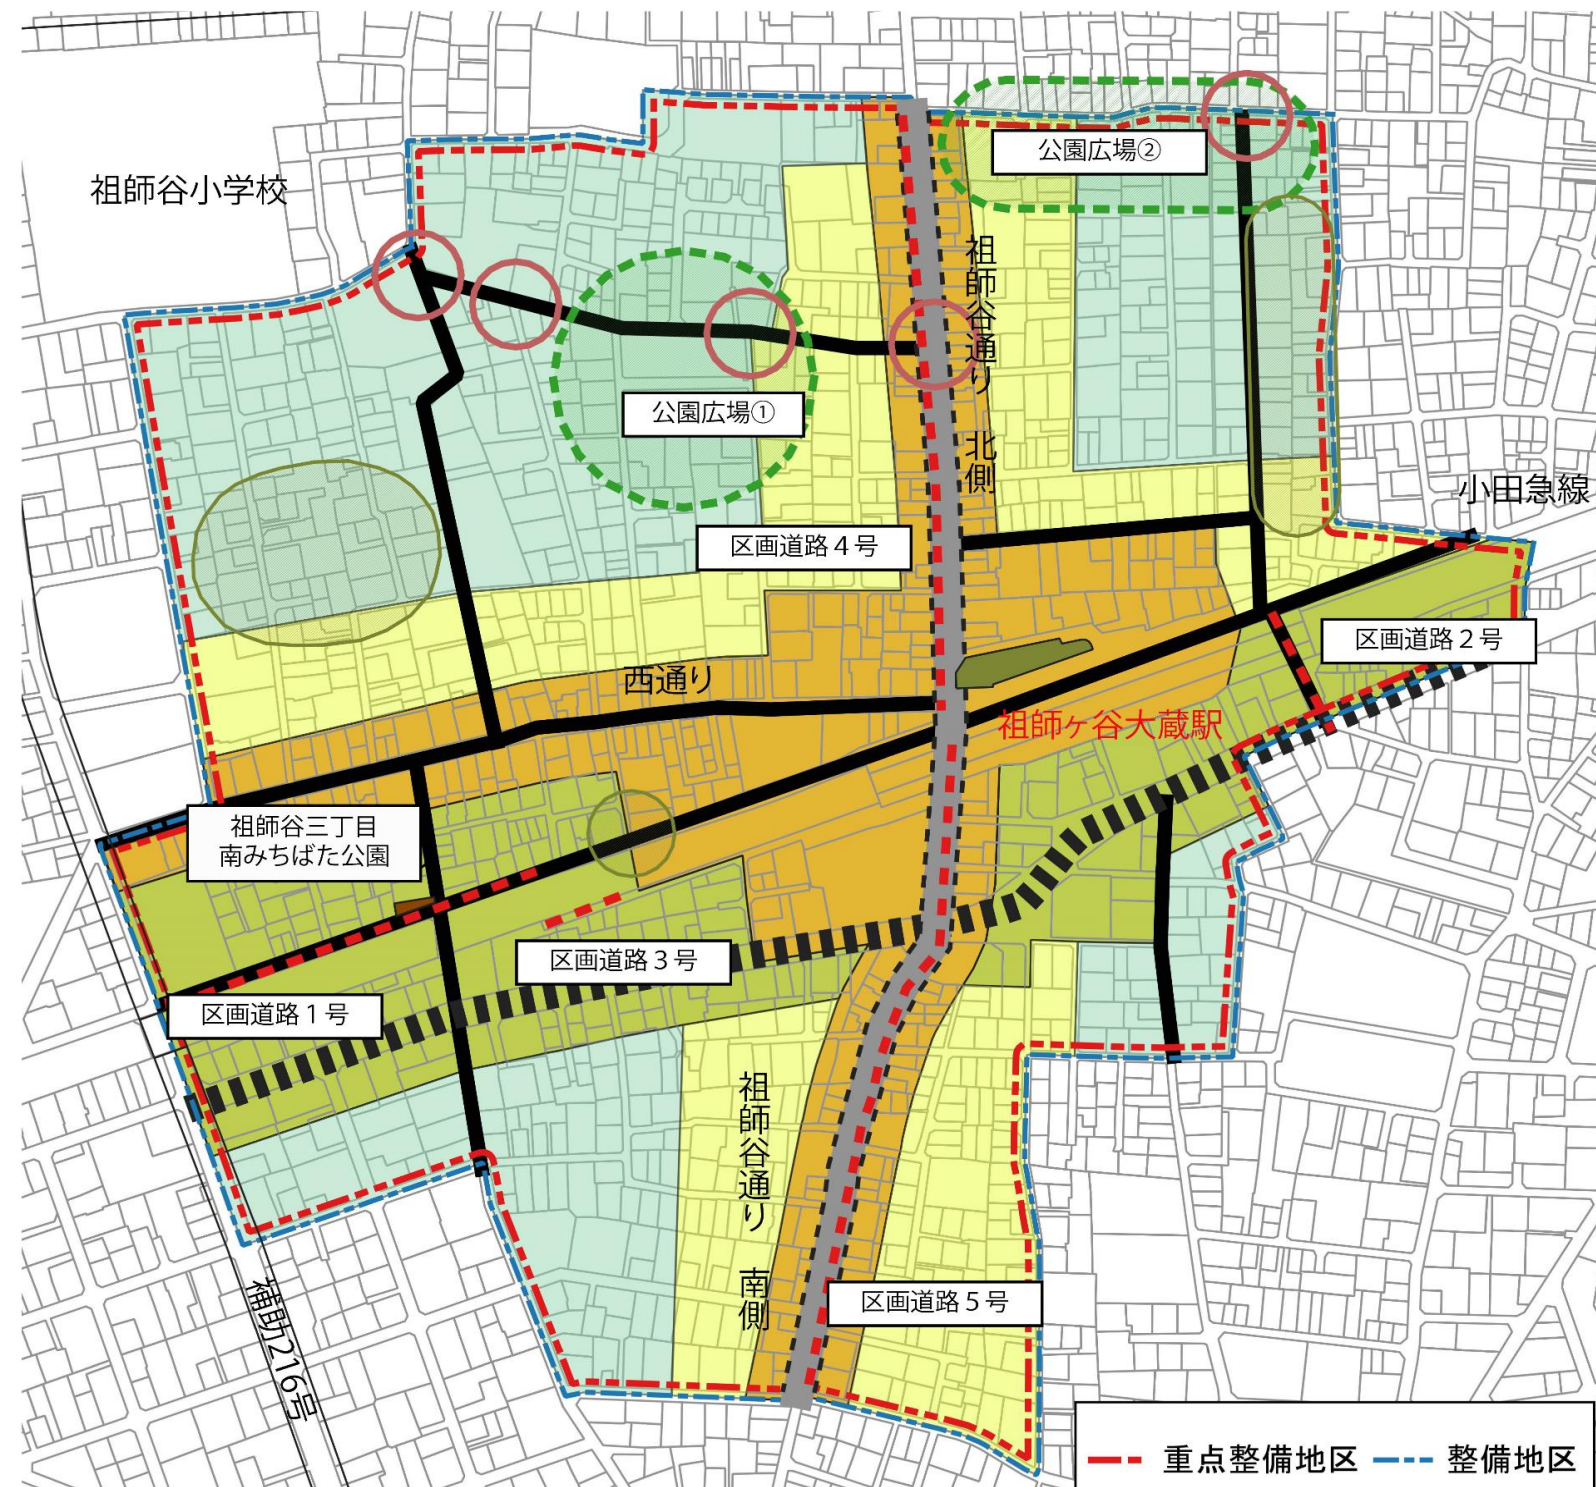 公園広場②
祖師谷小学校
祖師谷通り 北側
公園広場①
小田急線
区画道路4号
区画道路2号
西通り
祖師ヶ谷大蔵駅
祖師谷三丁目
南みちばた公園
区画道路3号
区画道路1号
祖師谷通り 南側
区画道路5号
補助216号
重点整備地区
整備地区